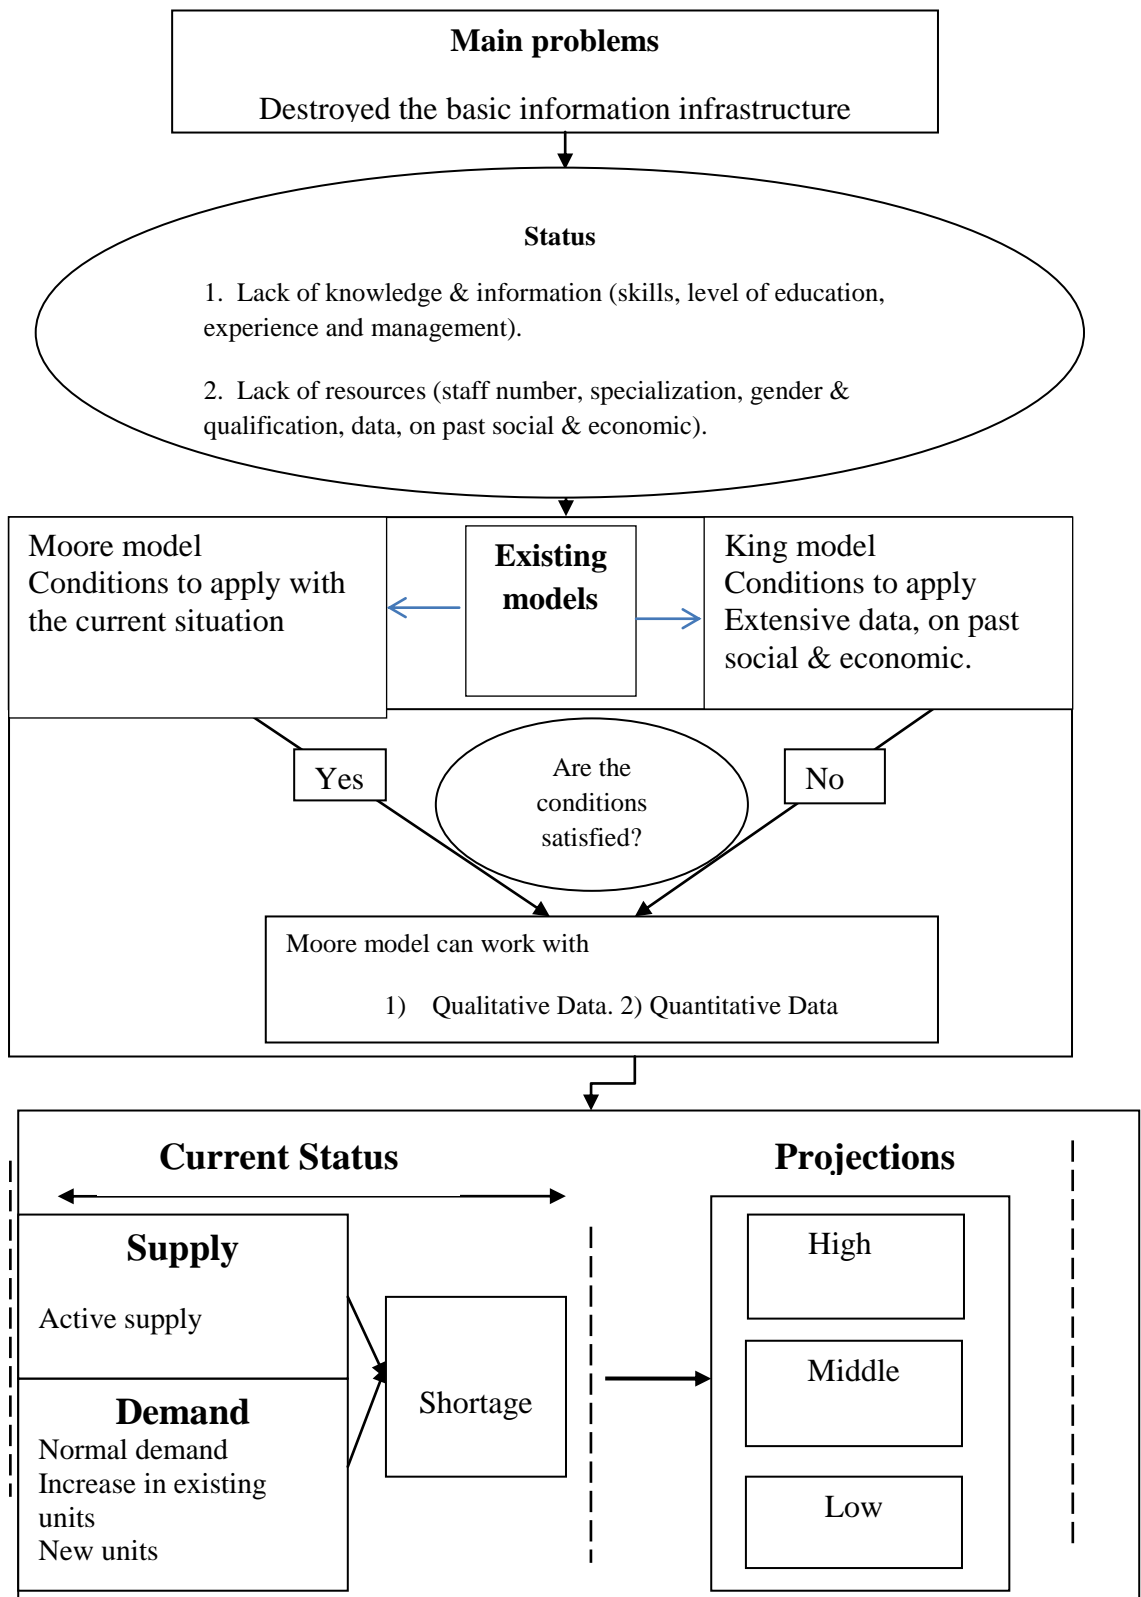 Main problems
Destroyed the basic information infrastructure
Status
1. Lack of knowledge & information (skills, level of education,
experience and management).
2. Lack of resources (staff number, specialization, gender &
qualification, data, on past social & economic).
Moore model
Conditions to apply with
the current situation
Existing
models
King model
Conditions to apply
Extensive data, on past
social & economic.
Yes
Are the
conditions
satisfied?
No
Moore model can work with
1) Qualitative Data. 2) Quantitative Data
Current Status
Projections
Supply
Active supply
Demand
Normal demand
Increase in existing
units
New units
Shortage
High
Middle
Low